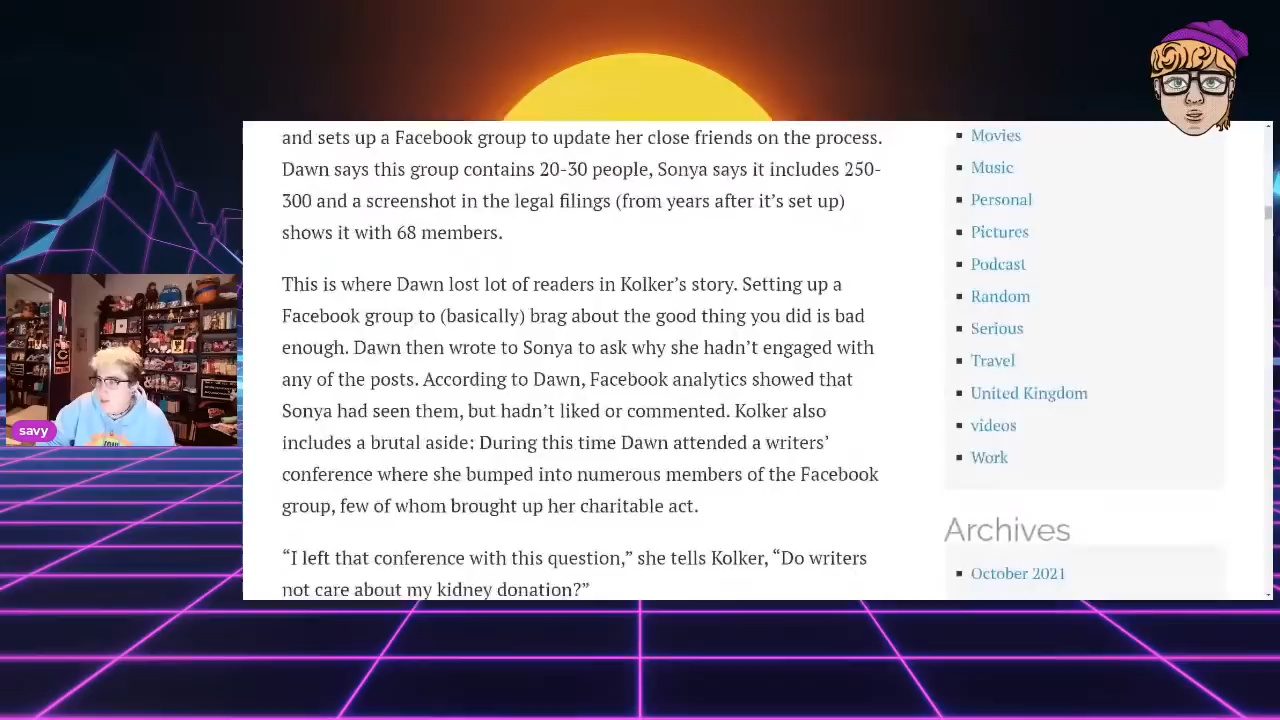 and sets up a Facebook group to update her close friends on the process.
Dawn says this group contains 20-30 people, Sonya says it includes 250-
300 and a screenshot in the legal filings (from years after it’s set up)
shows it with 68 members.
This is where Dawn lost lot of readers in Kolker’s story. Setting up a
Facebook group to (basically) brag about the good thing you did is bad
enough. Dawn then wrote to Sonya to ask why she hadn’t engaged with
any of the posts. According to Dawn, Facebook analytics showed that
Sonya had seen them, but hadn’t liked or commented. Kolker also
includes a brutal aside: During this time Dawn attended a writers’
conference where she bumped into numerous members of the Facebook
group, few of whom brought up her charitable act.
“I left that conference with this question,” she tells Kolker, “Do writers
not care about my kidney donation?”
Movies
Music
Personal
Pictures
Podcast
Random
Serious
Travel
United Kingdom
videos
Work
Archives
October 2021
savy